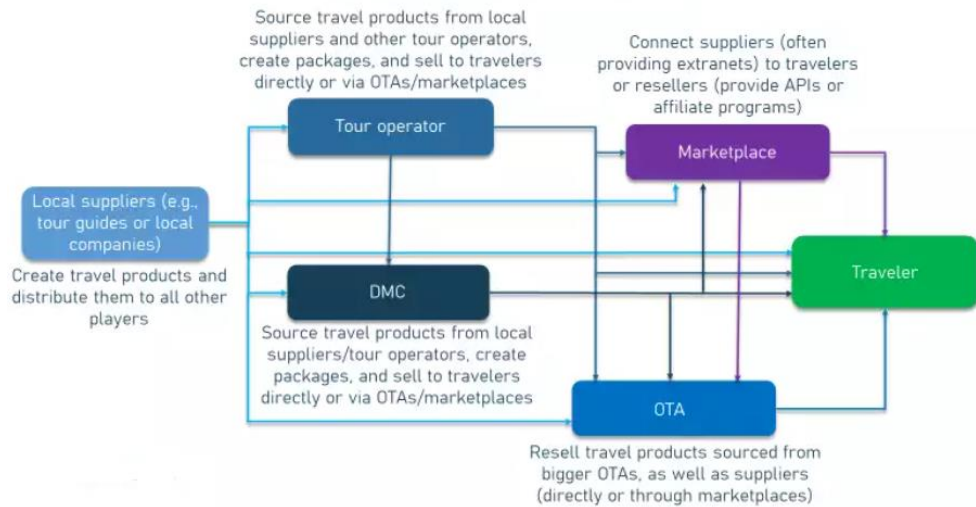 Source travel products from local
suppliers and other tour operators,
create packages, and sell to travelers
directly or via OTAs/marketplaces
Connect suppliers (often
providing extranets) to travelers
or resellers (provide APIs or
affiliate programs)
Tour operator
Marketplace
Local suppliers (e.g.,
tour guides or local
companies)
Create travel products and
distribute them to all other
players
Traveler
DMC
Source travel products from local
suppliers/tour operators, create
packages, and sell to travelers
directly or via OTAs/marketplaces
OTA
Resell travel products sourced from
bigger OTAs, as well as suppliers
(directly or through marketplaces)